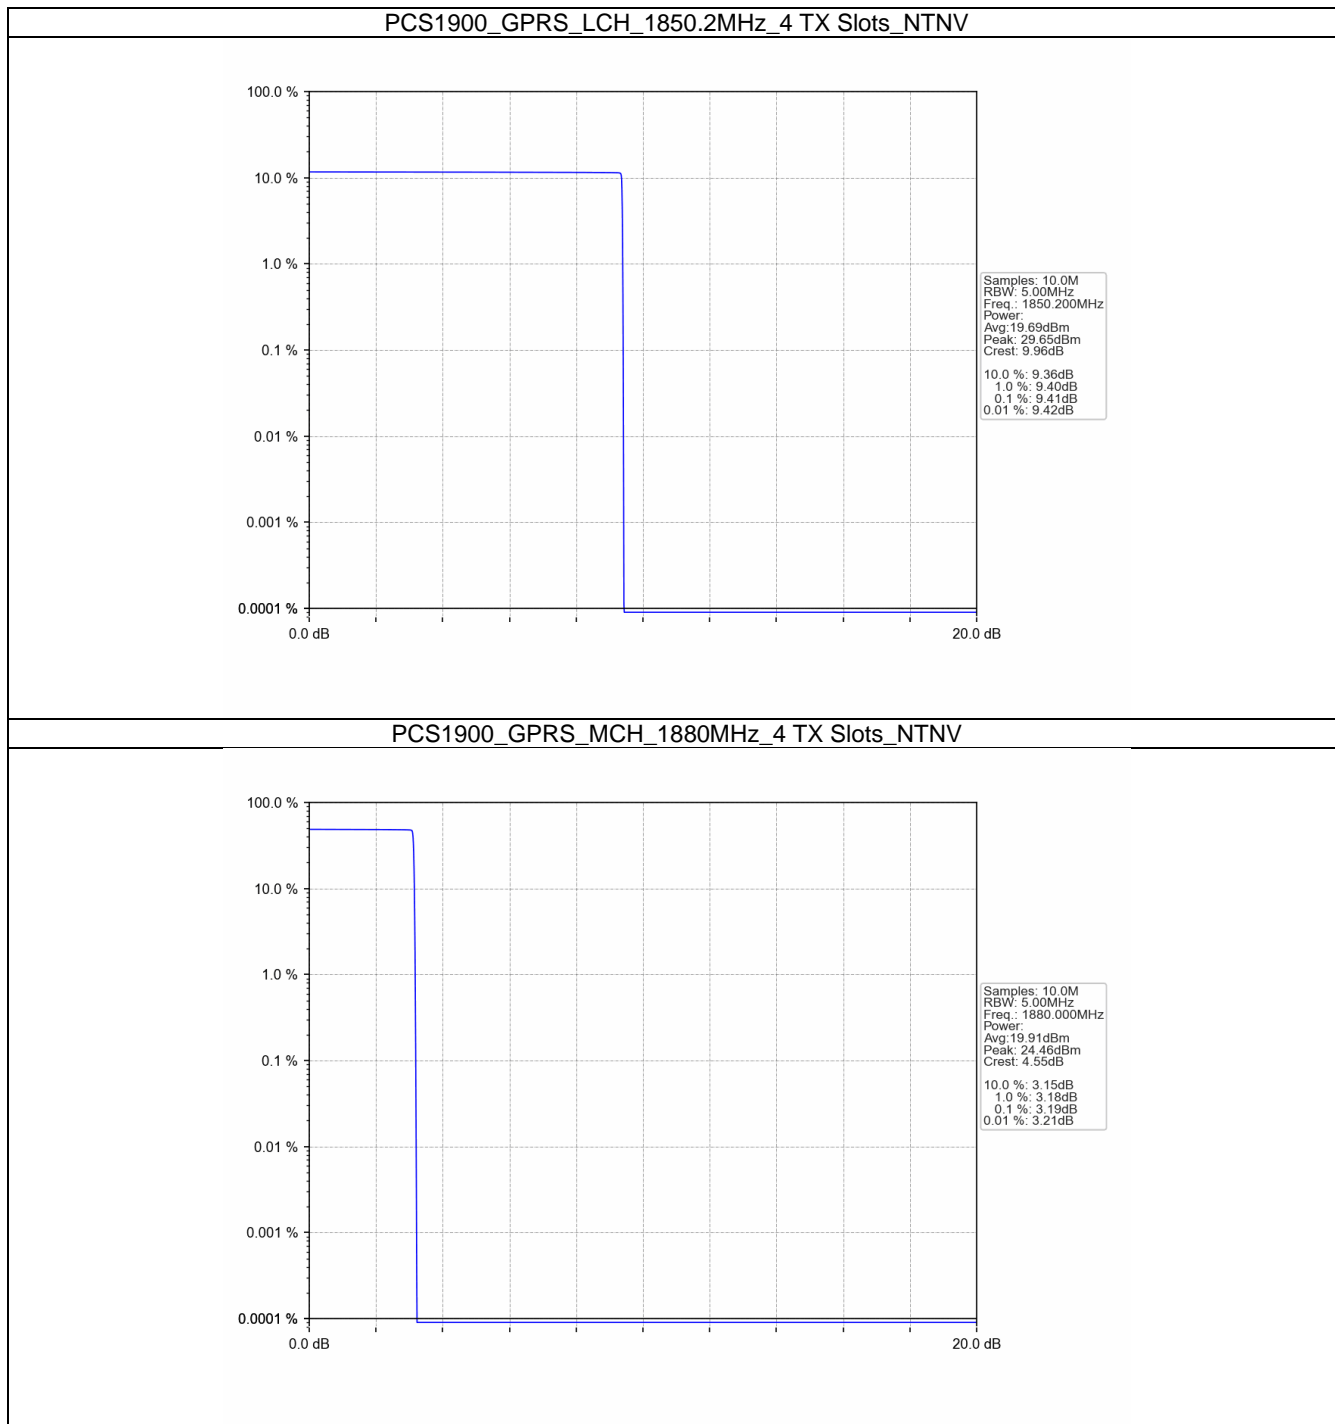 PCS1900_GPRS_LCH_1850.2MHz_4 TX Slots_NTNV
100.0 %
10.0 %
1.0 %
0.1 %
0.01 %
0.001 %
0.0001 %
0.0 dB
20.0 dB
Samples: 10.0M
RBW: 5.00MHz
Freq.: 1850.200MHz
Power:
Avg:19.69dBm
Peak: 29.65dBm
Crest: 9.96dB
10.0 %: 9.36dB
1.0 %: 9.40dB
0.1 %: 9.41dB
0.01 %: 9.42dB
PCS1900_GPRS_MCH_1880MHz_4 TX Slots_NTNV
100.0 %
10.0 %
1.0 %
0.1 %
0.01 %
0.001 %
0.0001 %
0.0 dB
20.0 dB
Samples: 10.0M
RBW: 5.00MHz
Freq.: 1880.000MHz
Power:
Avg:19.91dBm
Peak: 24.46dBm
Crest: 4.55dB
10.0 %: 3.15dB
1.0 %: 3.18dB
0.1 %: 3.19dB
0.01 %: 3.21dB